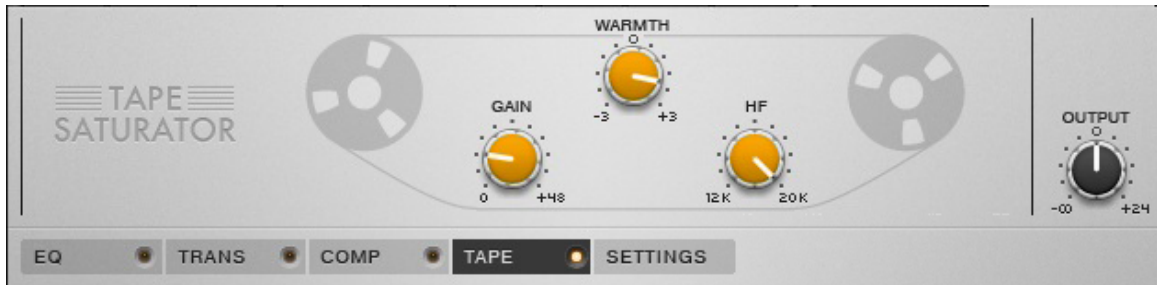 TAPE
SATURATOR
WARMTH
0
-3 +3
GAIN
0 +48
HF
12K 20K
OUTPUT
0
-∞ +24
EQ TRANS COMP TAPE SETTINGS